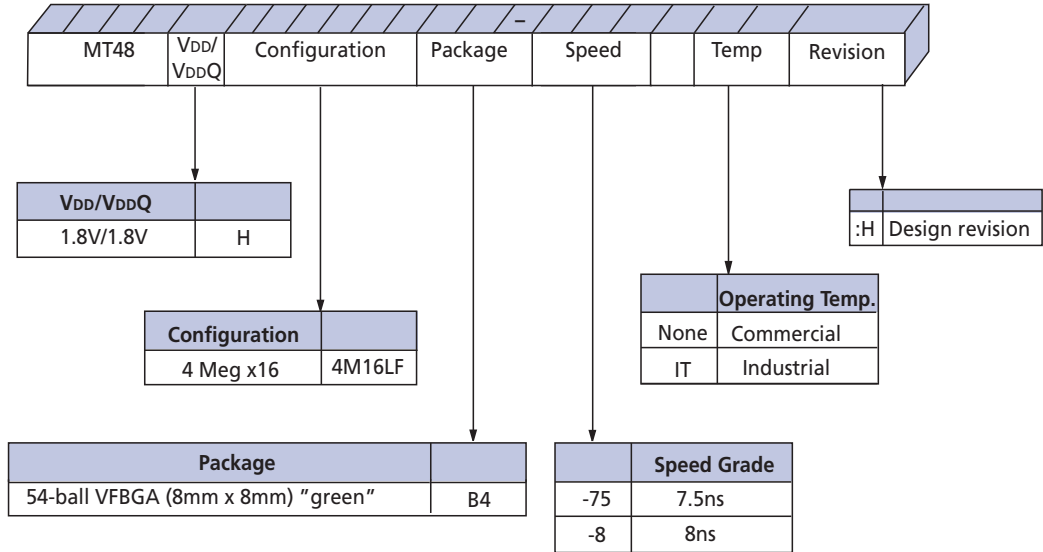 –
MT48 VDD/ Configuration Package Speed Temp Revision
VDDQ
VDD/VDDQ
1.8V/1.8V H
:H Design revision
Operating Temp.
None Commercial
IT Industrial
Configuration
4 Meg x16 4M16LF
Package
54-ball VFBGA (8mm x 8mm) ”green” B4
Speed Grade
-75 7.5ns
-8 8ns